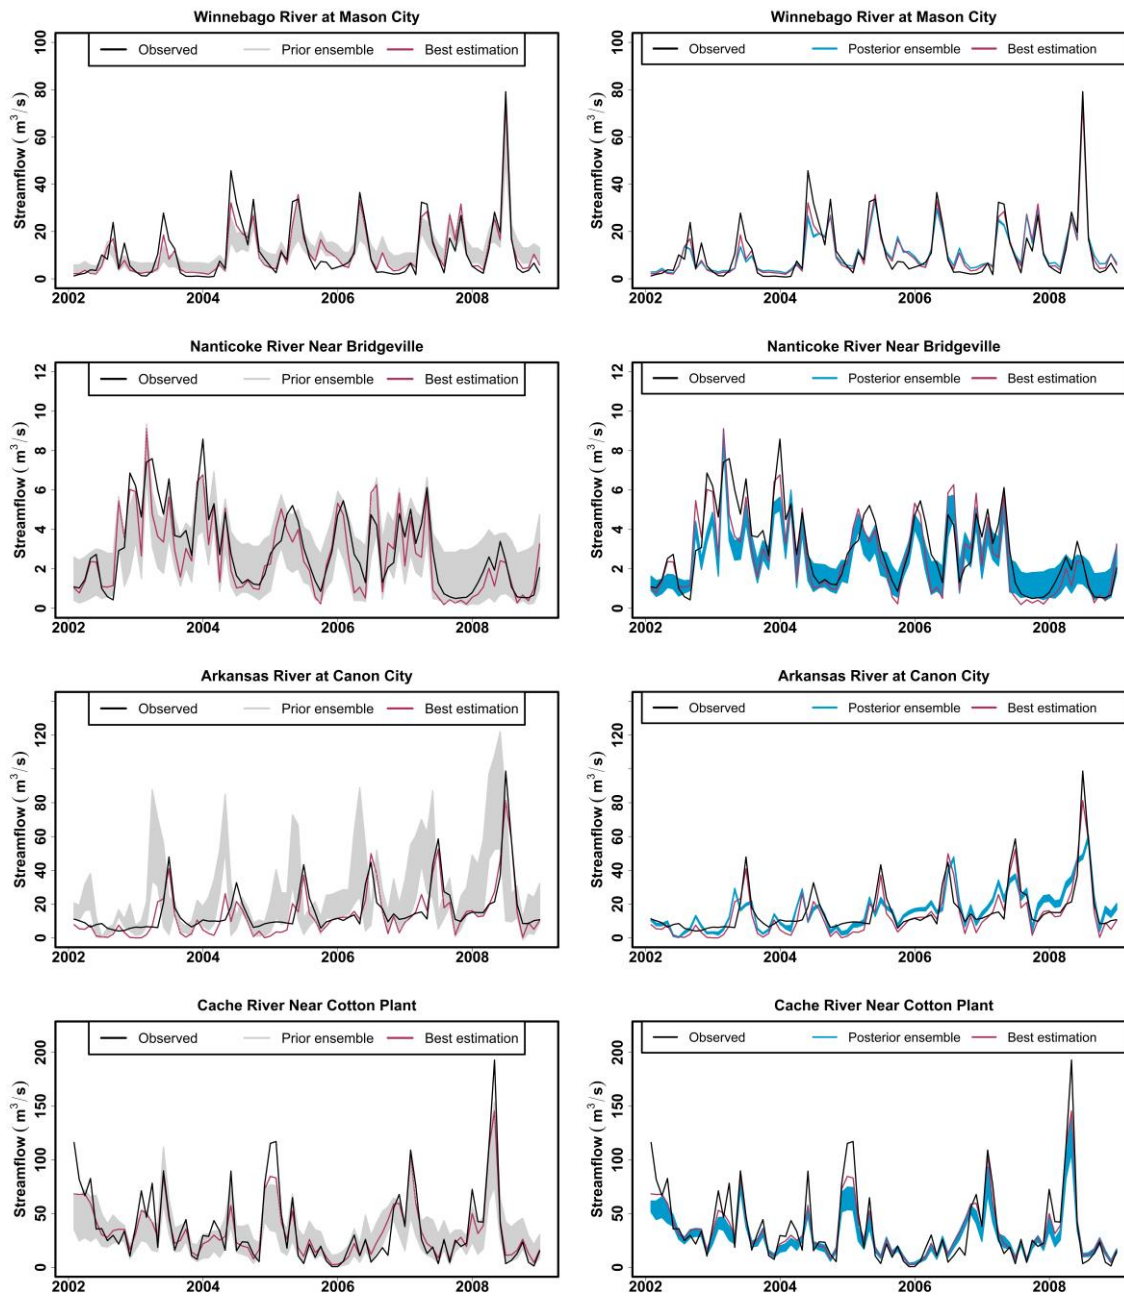 Winnebago River at Mason City
Observed Prior ensemble Best estimation
Streamflow ( m³/s )
100
80
60
40
20
0
2002 2004 2006 2008
Winnebago River at Mason City
Observed Posterior ensemble Best estimation
Streamflow ( m³/s )
100
80
60
40
20
0
2002 2004 2006 2008
Nanticoke River Near Bridgeville
Observed Prior ensemble Best estimation
Streamflow ( m³/s )
12
10
8
6
4
2
0
2002 2004 2006 2008
Nanticoke River Near Bridgeville
Observed Posterior ensemble Best estimation
Streamflow ( m³/s )
12
10
8
6
4
2
0
2002 2004 2006 2008
Arkansas River at Canon City
Observed Prior ensemble Best estimation
Streamflow ( m³/s )
120
80
60
40
20
0
2002 2004 2006 2008
Arkansas River at Canon City
Observed Posterior ensemble Best estimation
Streamflow ( m³/s )
120
80
60
40
20
0
2002 2004 2006 2008
Cache River Near Cotton Plant
Observed Prior ensemble Best estimation
Streamflow ( m³/s )
200
150
100
50
0
2002 2004 2006 2008
Cache River Near Cotton Plant
Observed Posterior ensemble Best estimation
Streamflow ( m³/s )
200
150
100
50
0
2002 2004 2006 2008